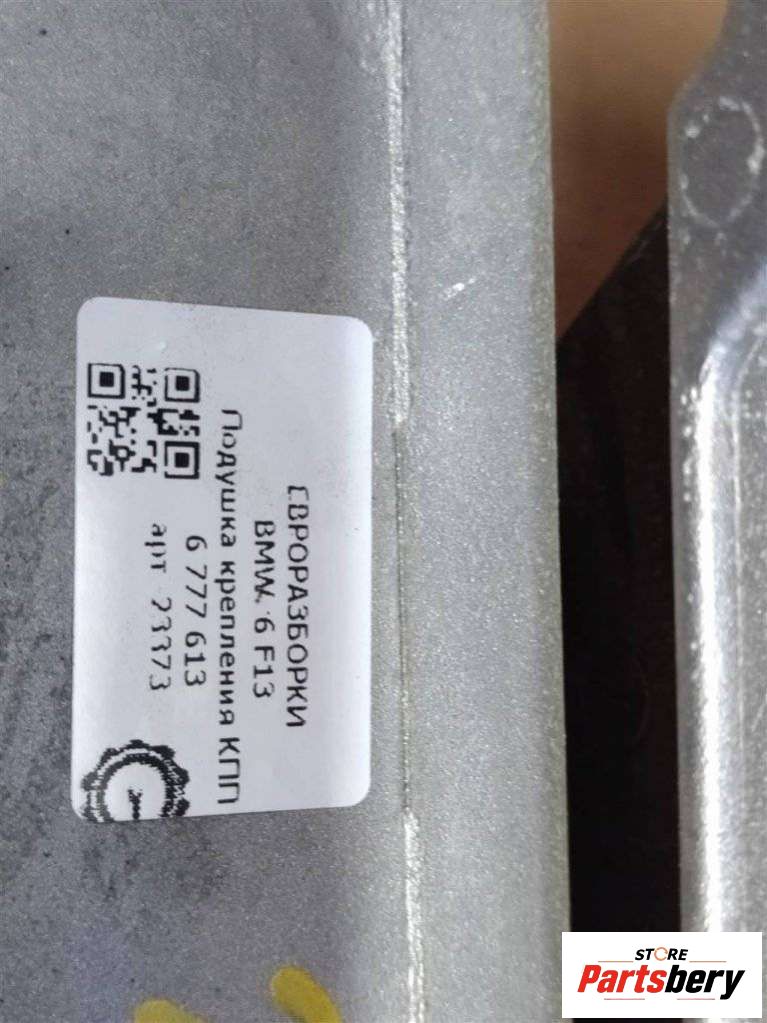 ЕВРОРАЗБОРКИ
BMW 6 F13
Подушка крепления КПП
6 777 613
арт 23373
STORE
Partsbery